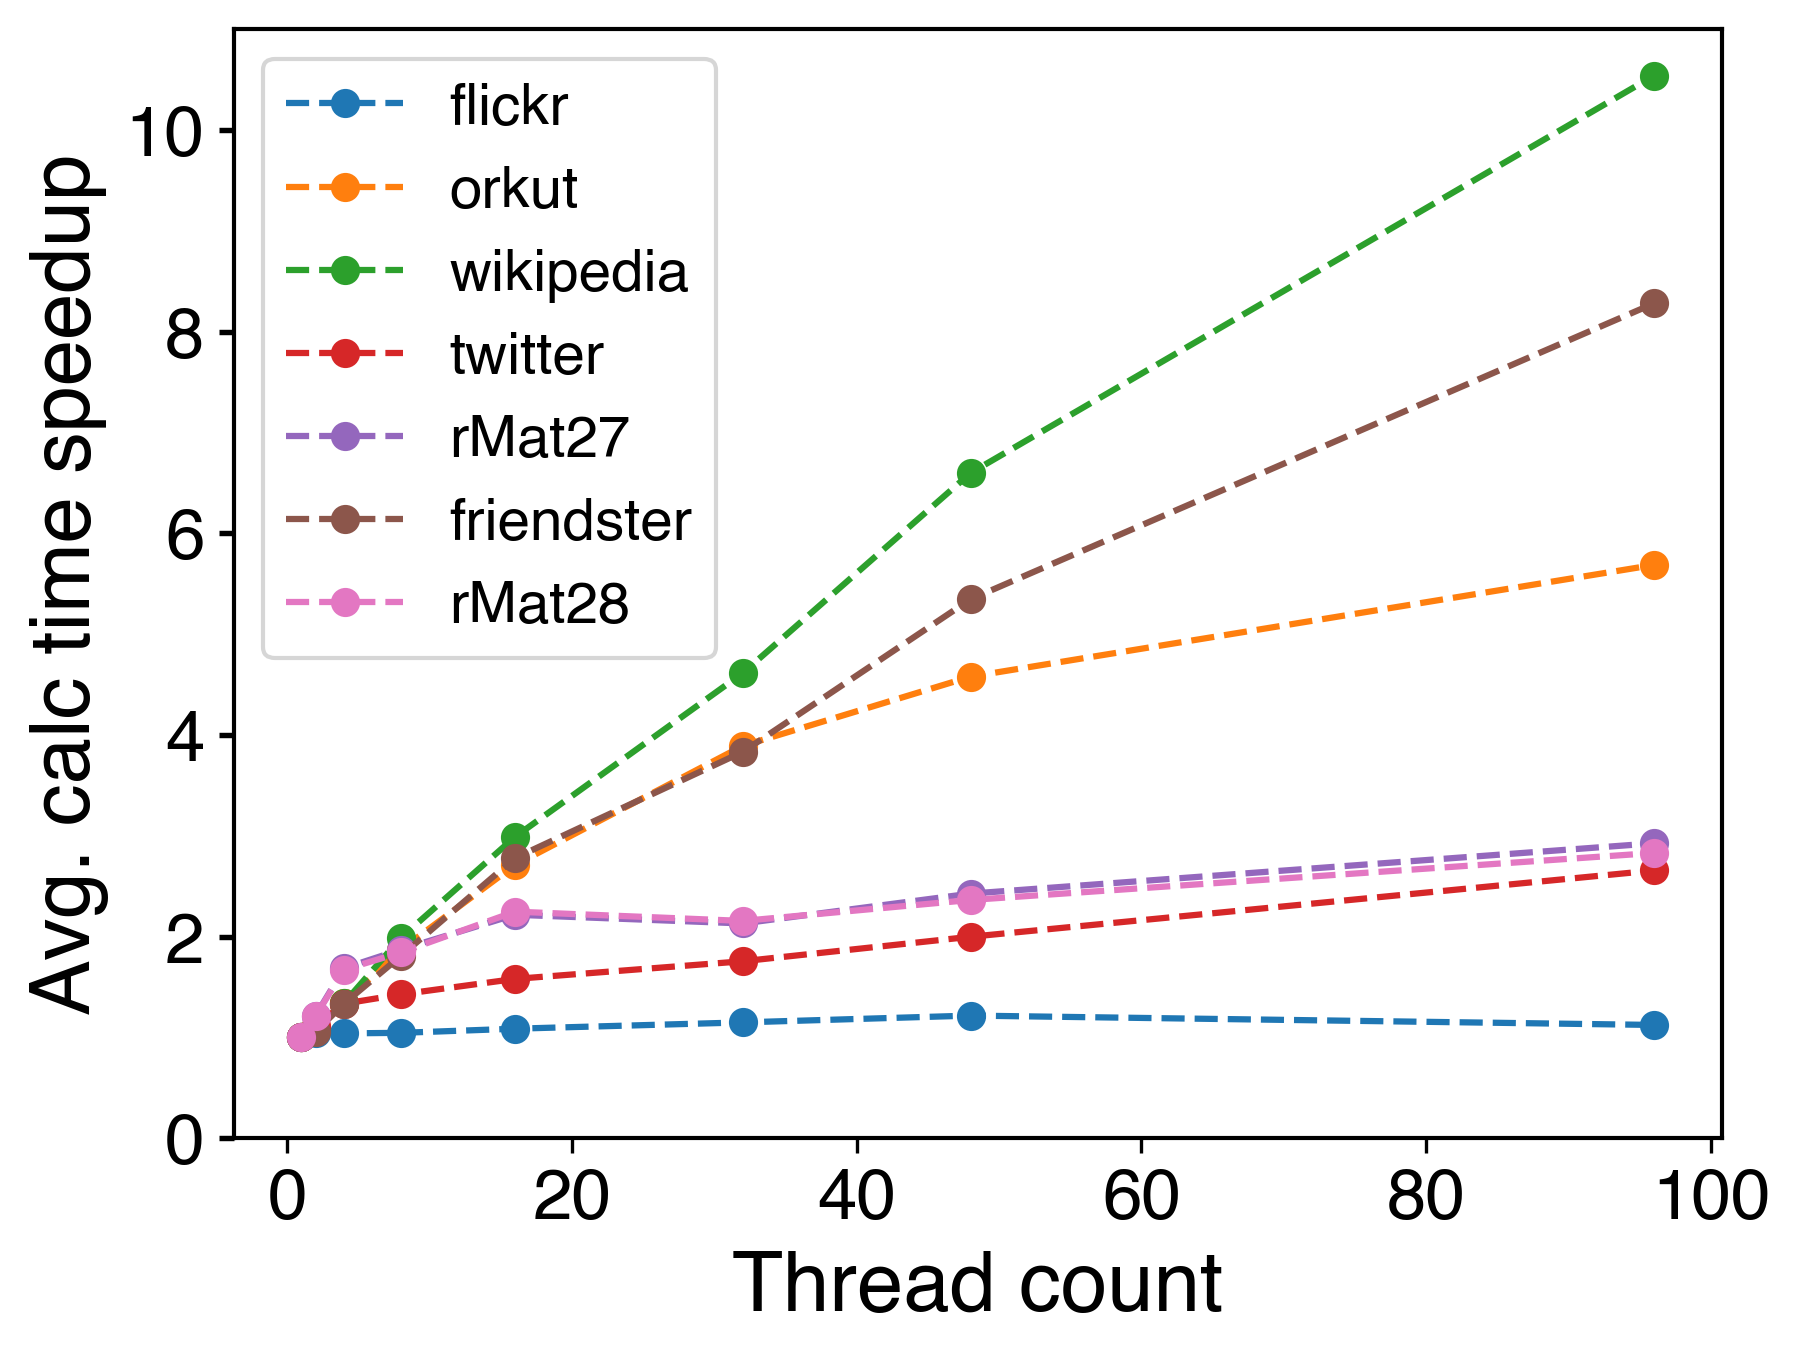 Avg. calc time speedup
10
8
6
4
2
0
flickr
orkut
wikipedia
twitter
rMat27
friendster
rMat28
0 20 40 60 80 100
Thread count